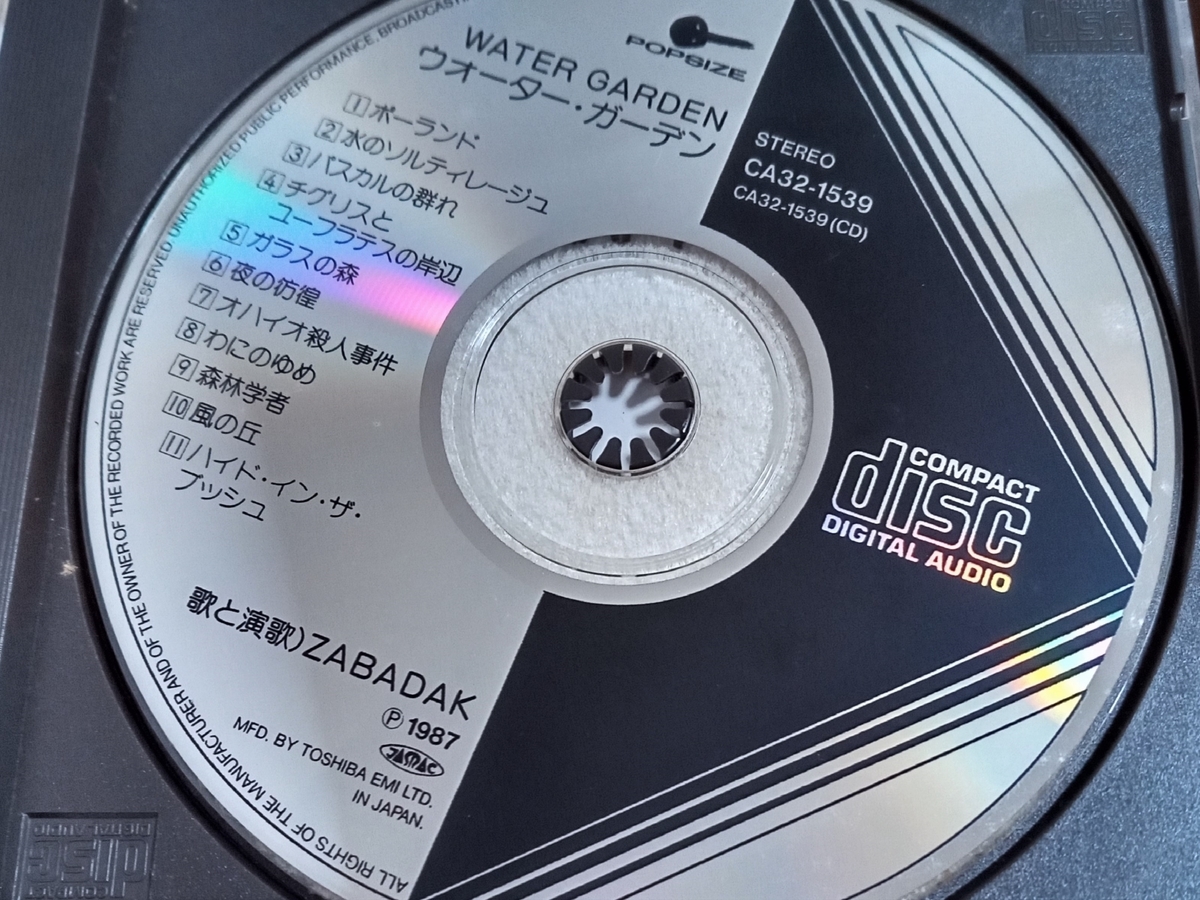 POPSIZE
WATER GARDEN
ウオーター・ガーデン
1 ポーランド
2 水のソルティレージュ
3 パスカルの群れ
4 チグリスと
ユーフラテスの岸辺
5 ガラスの森
6 夜の彷徨
7 オハイオ殺人事件
8 わにのゆめ
9 森林学者
10 風の丘
11 ハイド・イン・ザ・
ブッシュ
歌と演歌)ZABADAK
Ⓟ 1987
JASRAC
MFD. BY TOSHIBA EMI LTD.
IN JAPAN.
STEREO
CA32-1539
CA32-1539(CD)
COMPACT
disc
DIGITAL AUDIO
ALL RIGHTS OF THE MANUFACTURER AND OF THE OWNER OF THE RECORDED WORK ARE RESERVED. UNAUTHORIZED PUBLIC PERFORMANCE, BROADCASTI
disc
COMPACT
disc
DIGITAL AUDIO